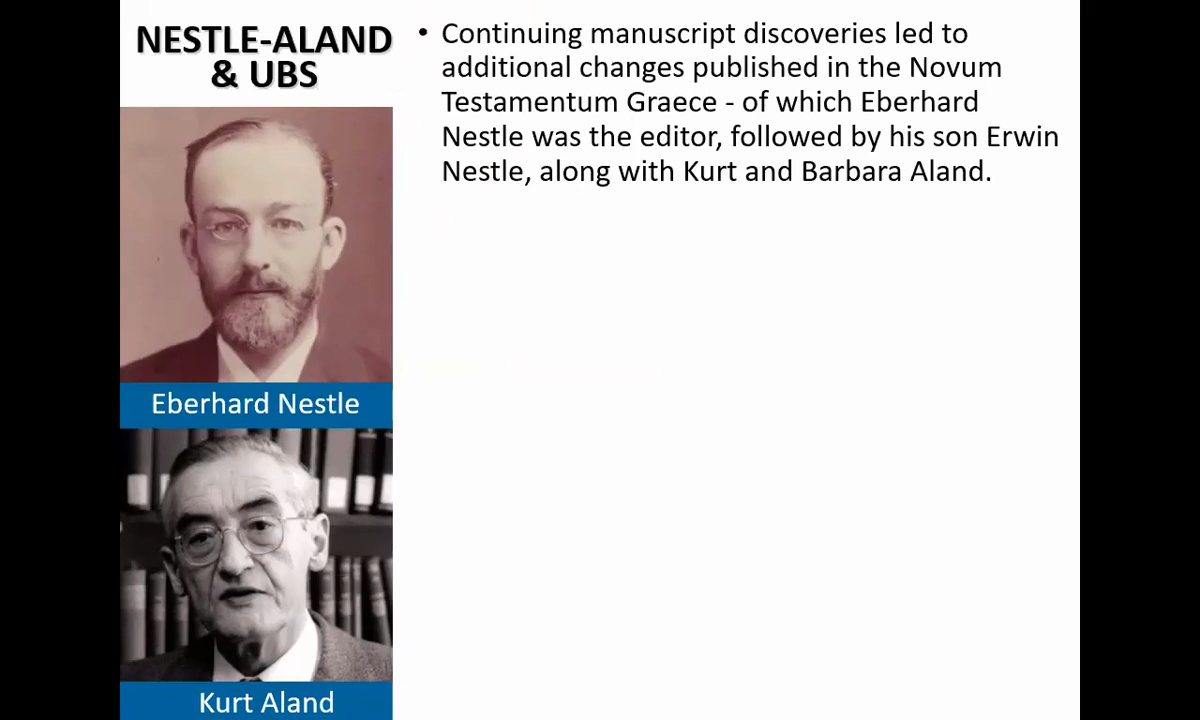 NESTLE-ALAND
& UBS
• Continuing manuscript discoveries led to
additional changes published in the Novum
Testamentum Graece - of which Eberhard
Nestle was the editor, followed by his son Erwin
Nestle, along with Kurt and Barbara Aland.
Eberhard Nestle
Kurt Aland